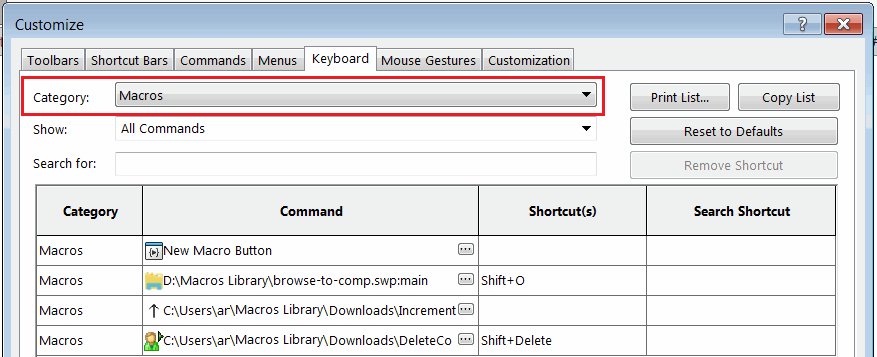 Customize
?
Toolbars Shortcut Bars Commands Menus Keyboard Mouse Gestures Customization
Category: Macros Print List... Copy List
Show: All Commands Reset to Defaults
Search for: Remove Shortcut
Category Command Shortcut(s) Search Shortcut
Macros New Macro Button ...
Macros D:\Macros Library\browse-to-comp.swp:main ... Shift+O
Macros C:\Users\ar\Macros Library\Downloads\Increment ...
Macros C:\Users\ar\Macros Library\Downloads\DeleteCo ... Shift+Delete